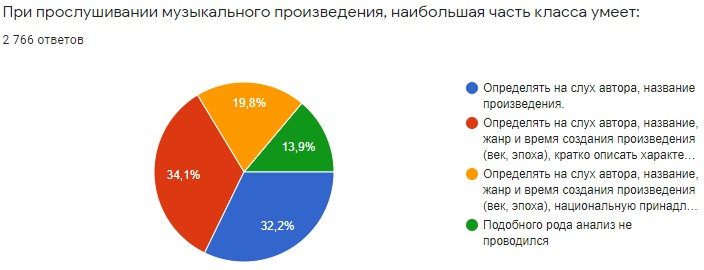 При прослушивании музыкального произведения, наибольшая часть класса умеет:
2 766 ответов
19,8%
13,9%
34,1%
32,2%
Определять на слух автора, название
произведения.
Определять на слух автора, название,
жанр и время создания произведения
(век, эпоха), кратко описать характе...
Определять на слух автора, название,
жанр и время создания произведения
(век, эпоха), национальную принадл...
Подобного рода анализ не
проводился